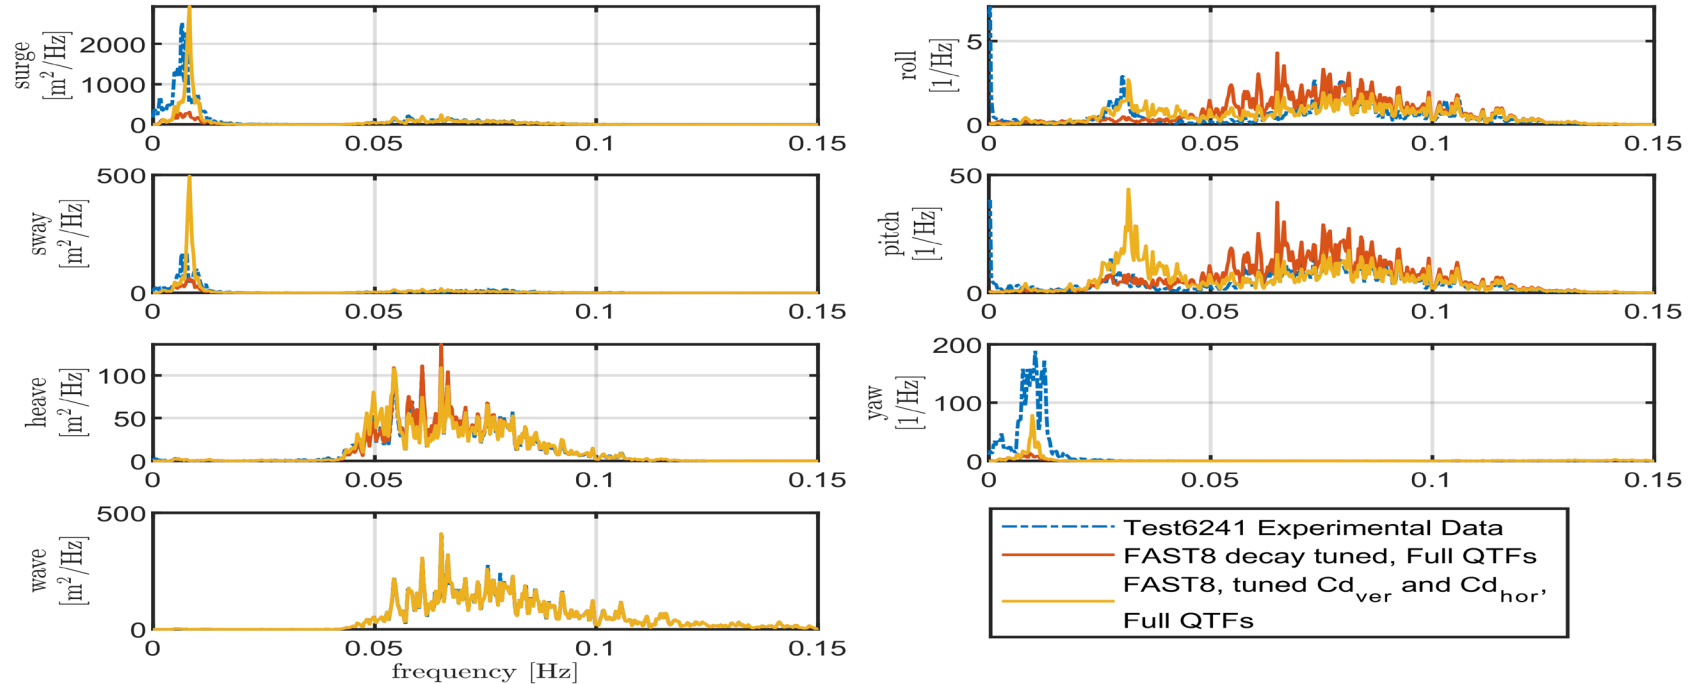 surge
[m²/Hz]
2000
1000
0
0 0.05 0.1 0.15
sway
[m²/Hz]
500
0
0 0.05 0.1 0.15
heave
[m²/Hz]
100
50
0
0 0.05 0.1 0.15
wave
[m²/Hz]
500
0
0 0.05 0.1 0.15
frequency [Hz]
roll
[1/Hz]
5
0
0 0.05 0.1 0.15
pitch
[1/Hz]
50
0
0 0.05 0.1 0.15
yaw
[1/Hz]
200
100
0
0 0.05 0.1 0.15
Test6241 Experimental Data
FAST8 decay tuned, Full QTFs
FAST8, tuned Cd_ver and Cd_hor,
Full QTFs